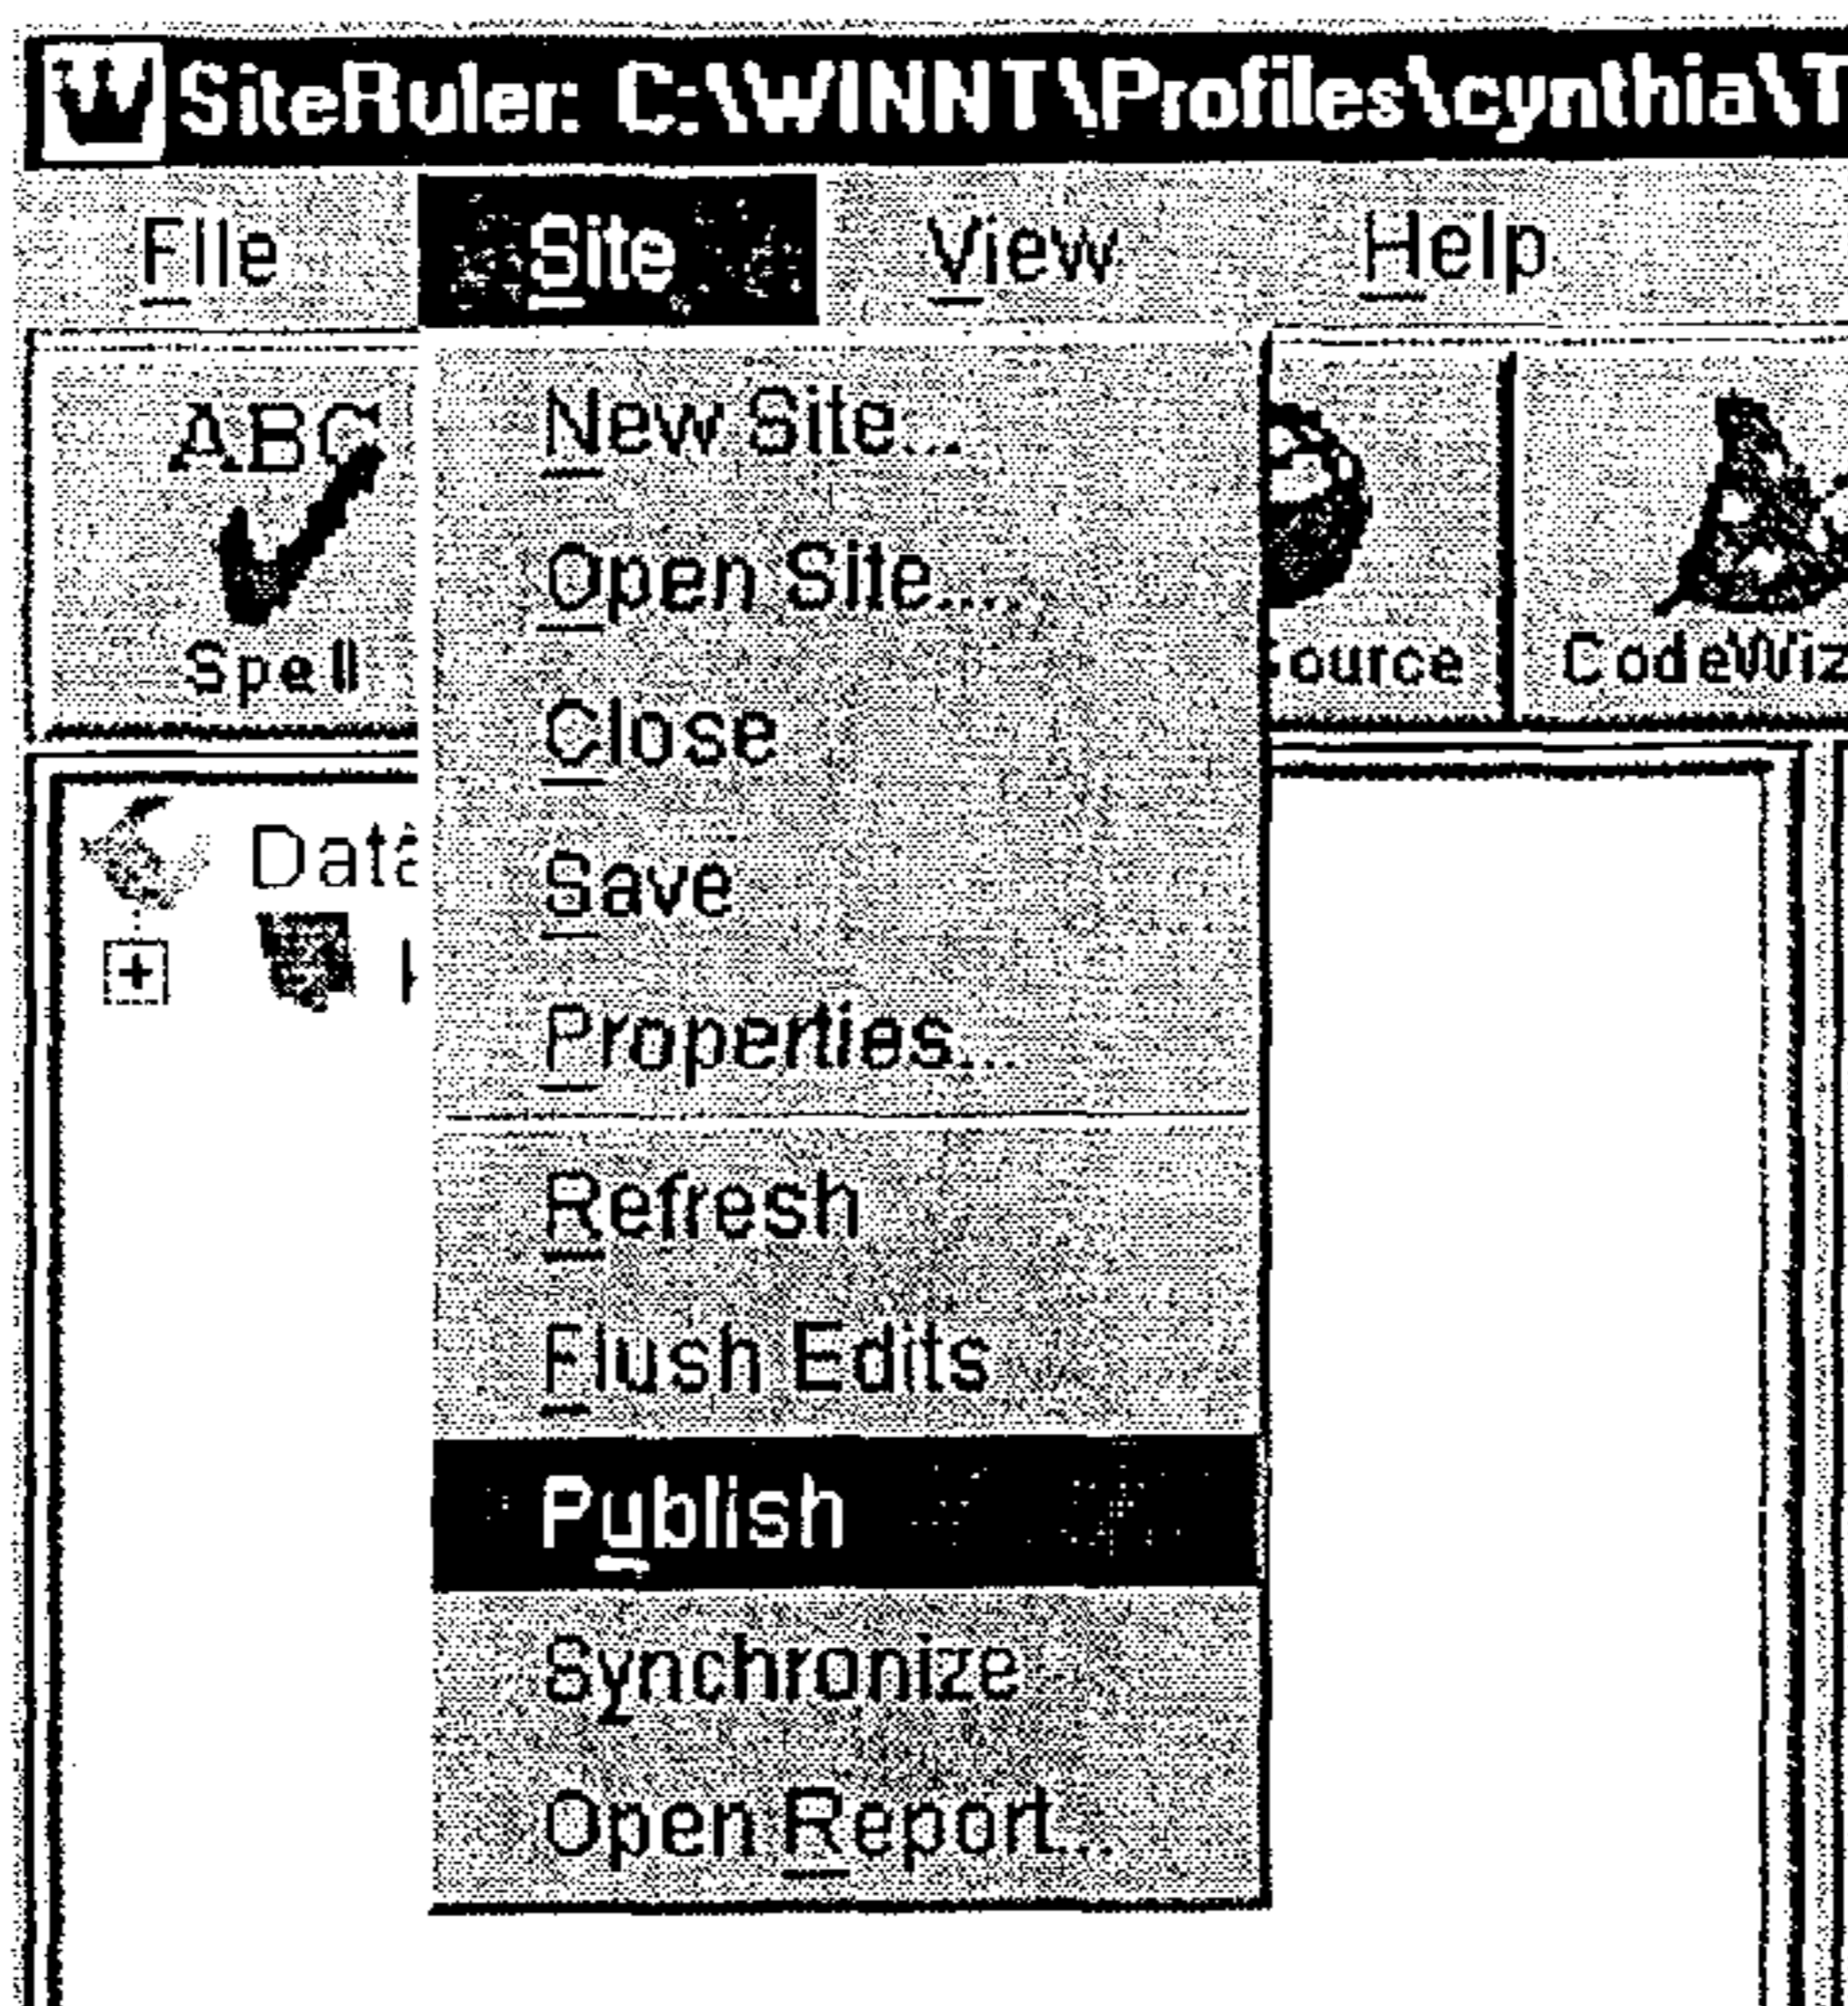 SiteRuler: C:\WINNT\Profiles\cynthia\T
File Site View Help
New Site...
ABC
Open Site...
Spell ource CodeWiz
Close
Data
Save
Properties...
Refresh
Flush Edits
Publish
Synchronize
Open Report...